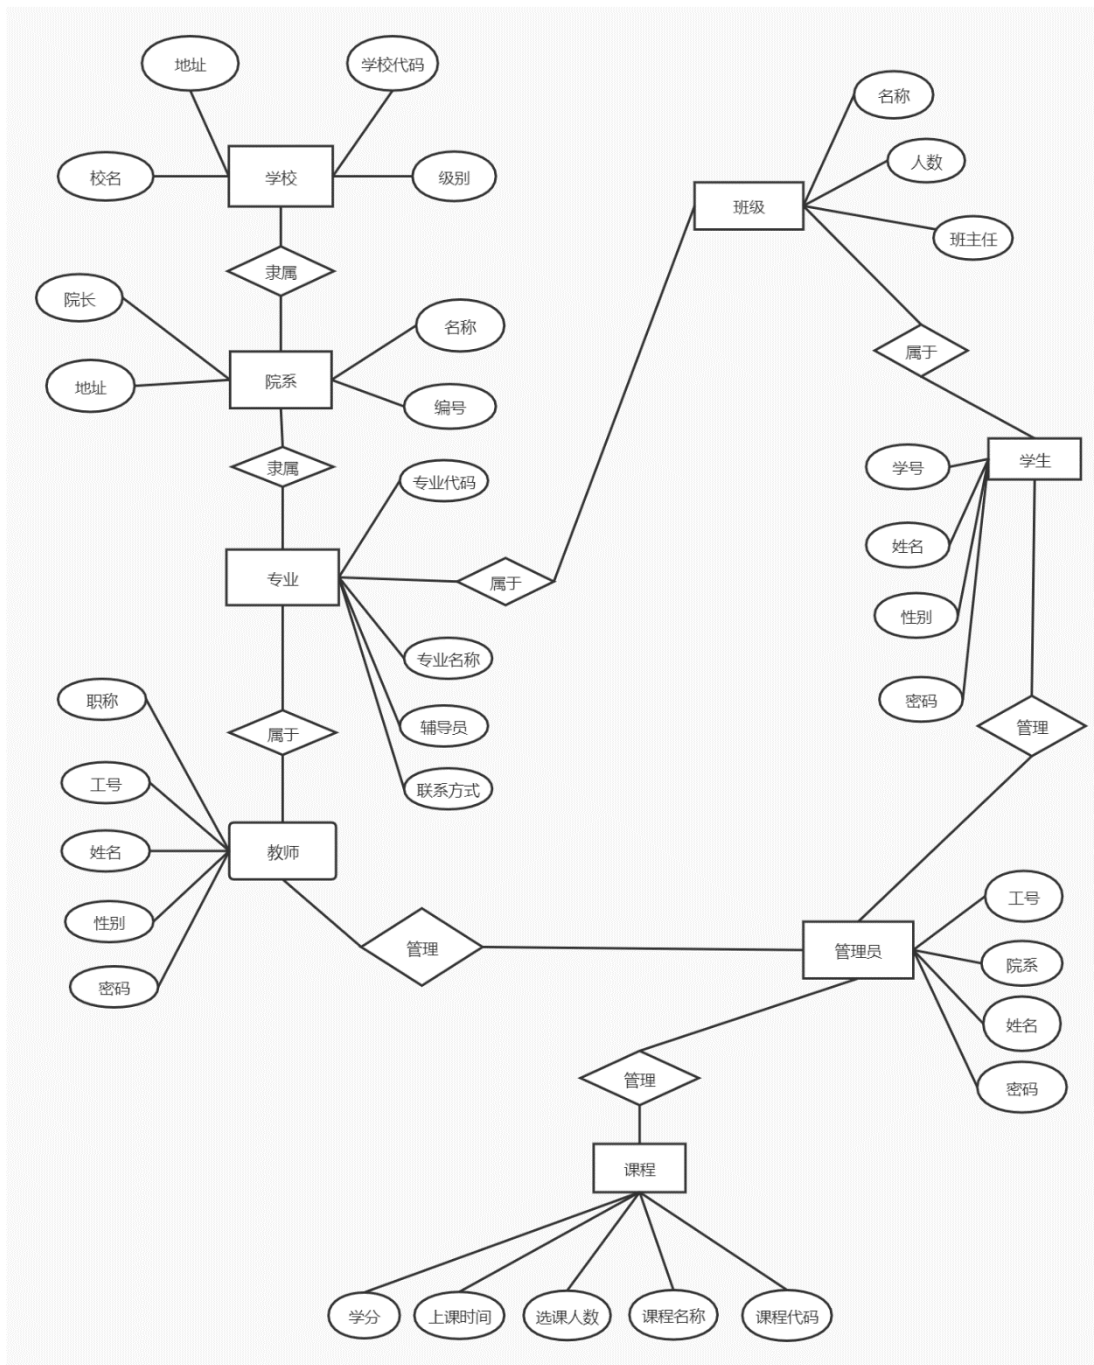 地址
学校代码
校名
学校
级别
隶属
院长
名称
地址
院系
编号
隶属
专业代码
专业
属于
专业名称
辅导员
联系方式
属于
职称
工号
姓名
教师
性别
密码
管理
名称
人数
班级
班主任
属于
学生
学号
姓名
性别
密码
管理
工号
管理员
院系
姓名
密码
管理
课程
学分
上课时间
选课人数
课程名称
课程代码